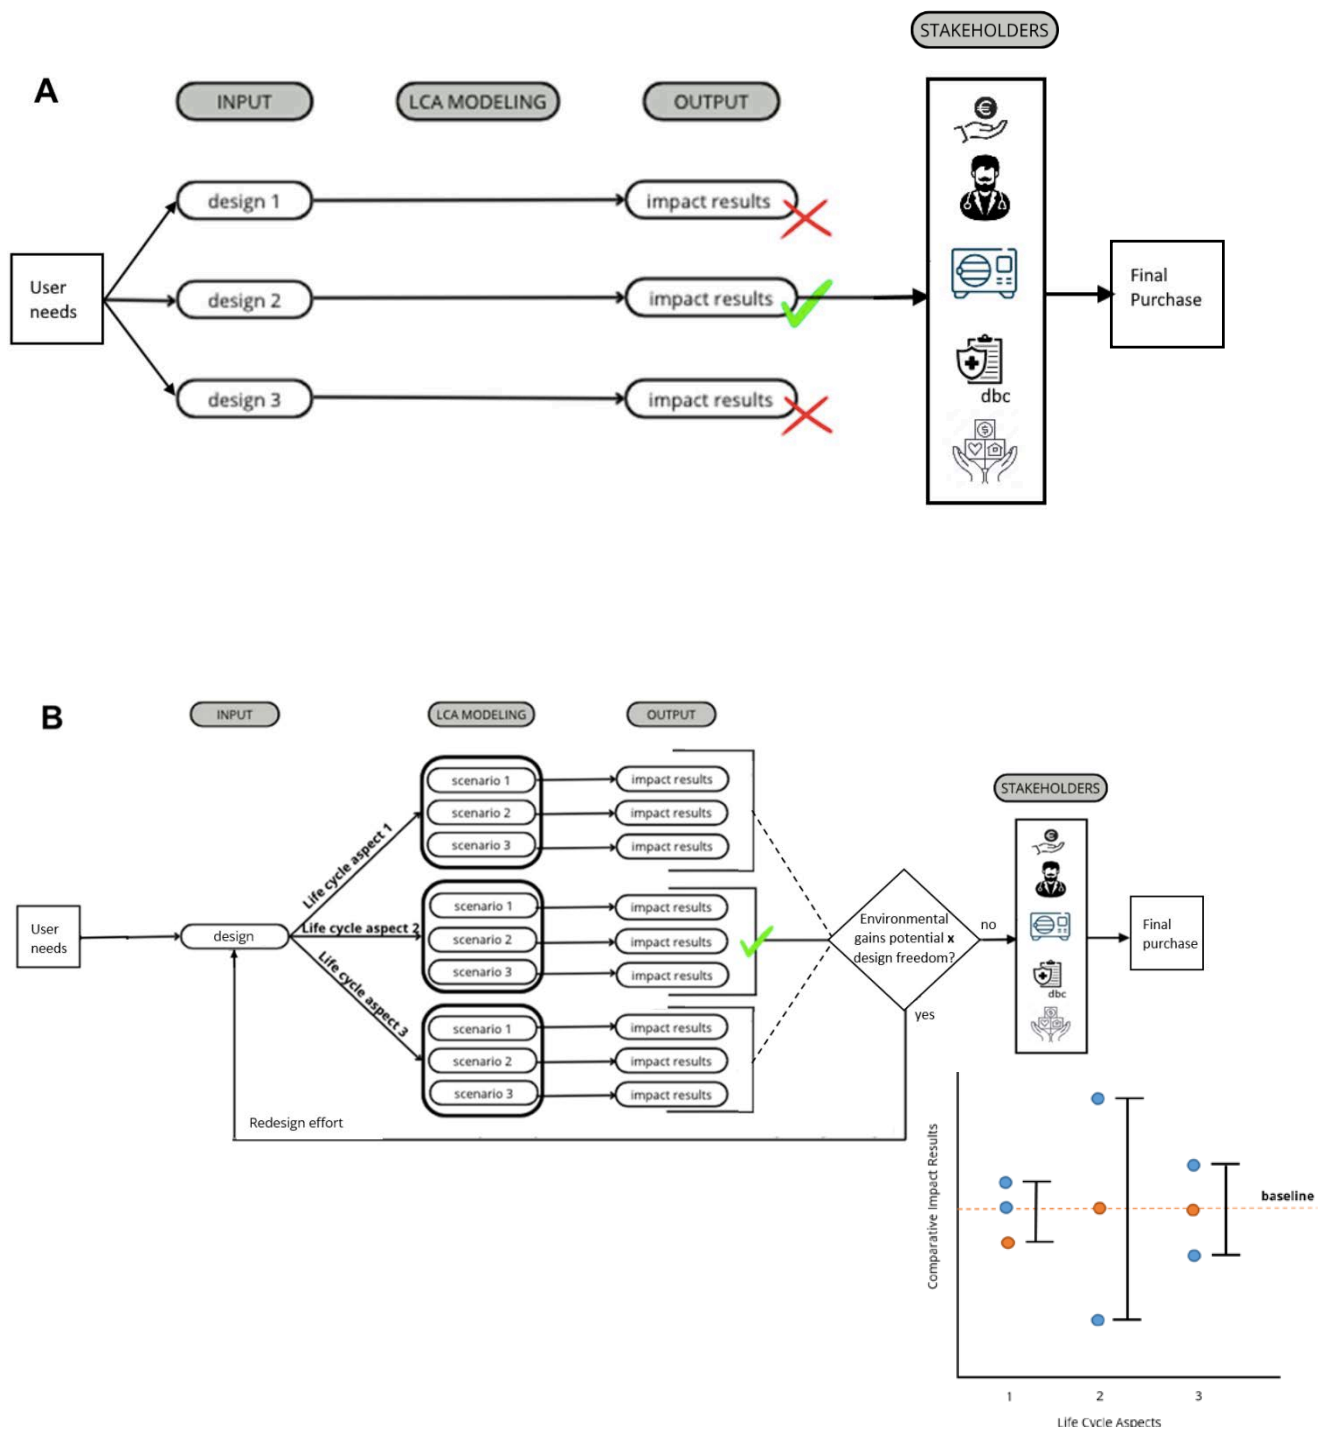 STAKEHOLDERS
A
INPUT
LCA MODELING
OUTPUT
€
design 1
impact results
User
needs
design 2
impact results
Final
Purchase
design 3
impact results
dbc
$
B
INPUT
LCA MODELING
OUTPUT
STAKEHOLDERS
Life cycle aspect 1
scenario 1
impact results
scenario 2
impact results
scenario 3
impact results
€
User
needs
design
Life cycle aspect 2
scenario 1
impact results
scenario 2
impact results
scenario 3
impact results
Environmental
gains potential x
design freedom?
no
yes
dbc
$
Final
purchase
Life cycle aspect 3
scenario 1
impact results
scenario 2
impact results
scenario 3
impact results
Redesign effort
Comparative Impact Results
baseline
1
2
3
Life Cycle Aspects